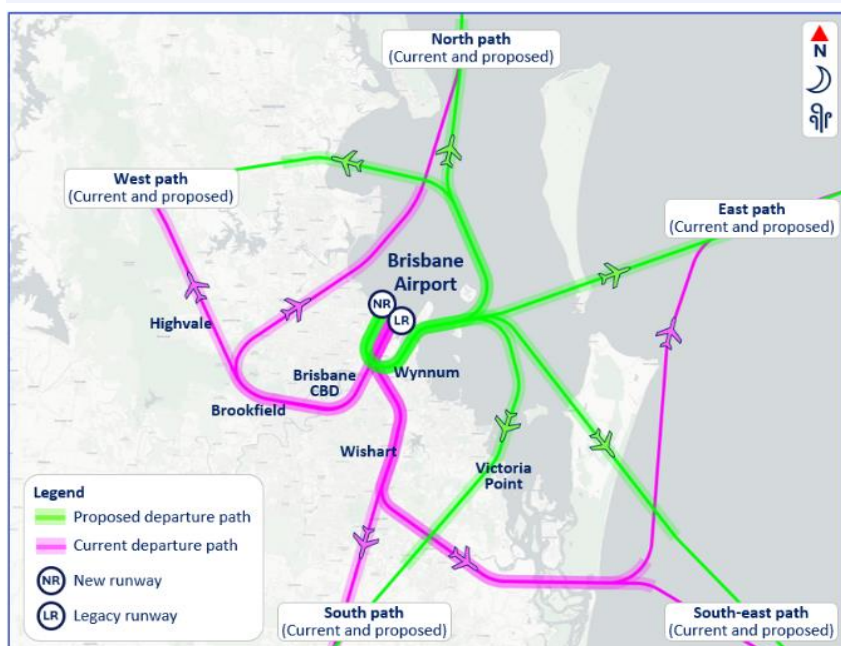 North path
(Current and proposed)
N
West path
(Current and proposed)
East path
(Current and proposed)
Brisbane
Airport
NR
LR
Highvale
Brisbane
CBD
Wynnum
Brookfield
Wishart
Victoria
Point
Legend
Proposed departure path
Current departure path
NR New runway
LR Legacy runway
South path
(Current and proposed)
South-east path
(Current and proposed)